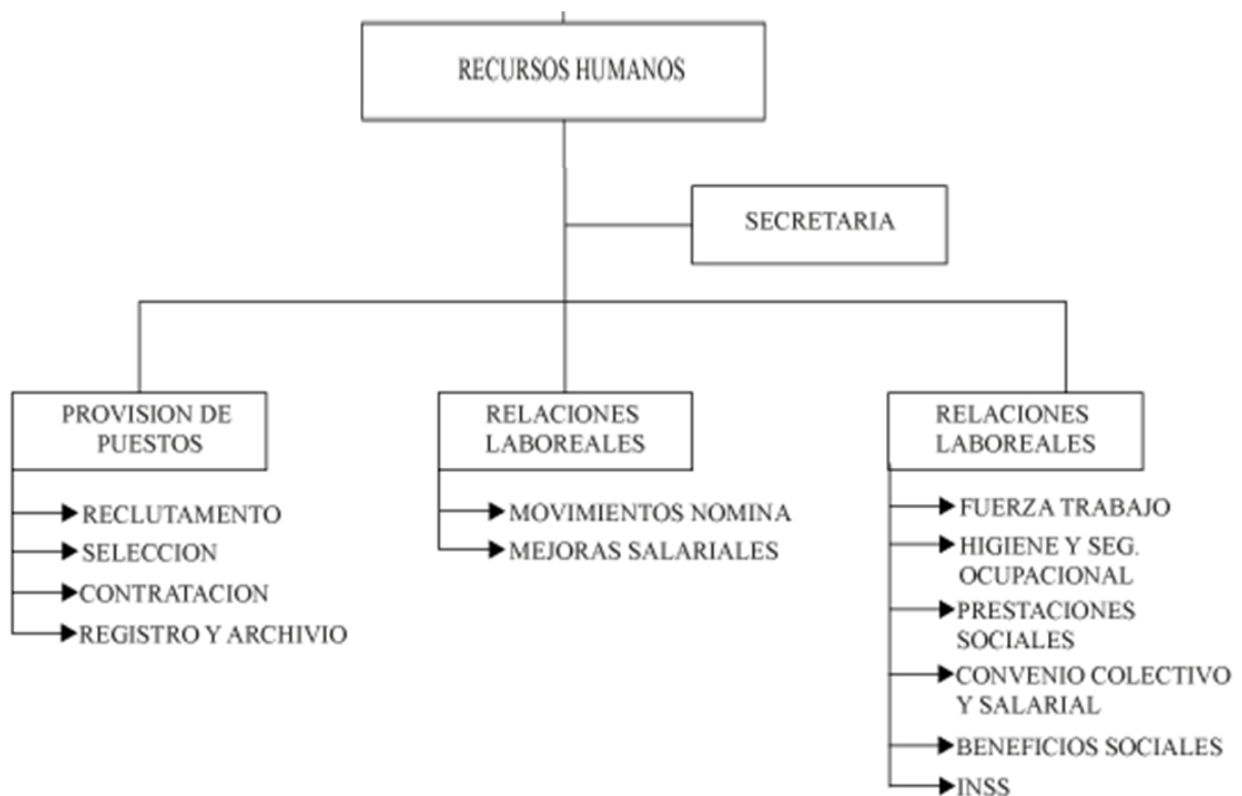 RECURSOS HUMANOS
SECRETARIA
PROVISION DE
PUESTOS
RECLUTAMENTO
SELECCION
CONTRATACION
REGISTRO Y ARCHIVIO
RELACIONES
LABOREALES
MOVIMIENTOS NOMINA
MEJORAS SALARIALES
RELACIONES
LABOREALES
FUERZA TRABAJO
HIGIENE Y SEG.
OCUPACIONAL
PRESTACIONES
SOCIALES
CONVENIO COLECTIVO
Y SALARIAL
BENEFICIOS SOCIALES
INSS